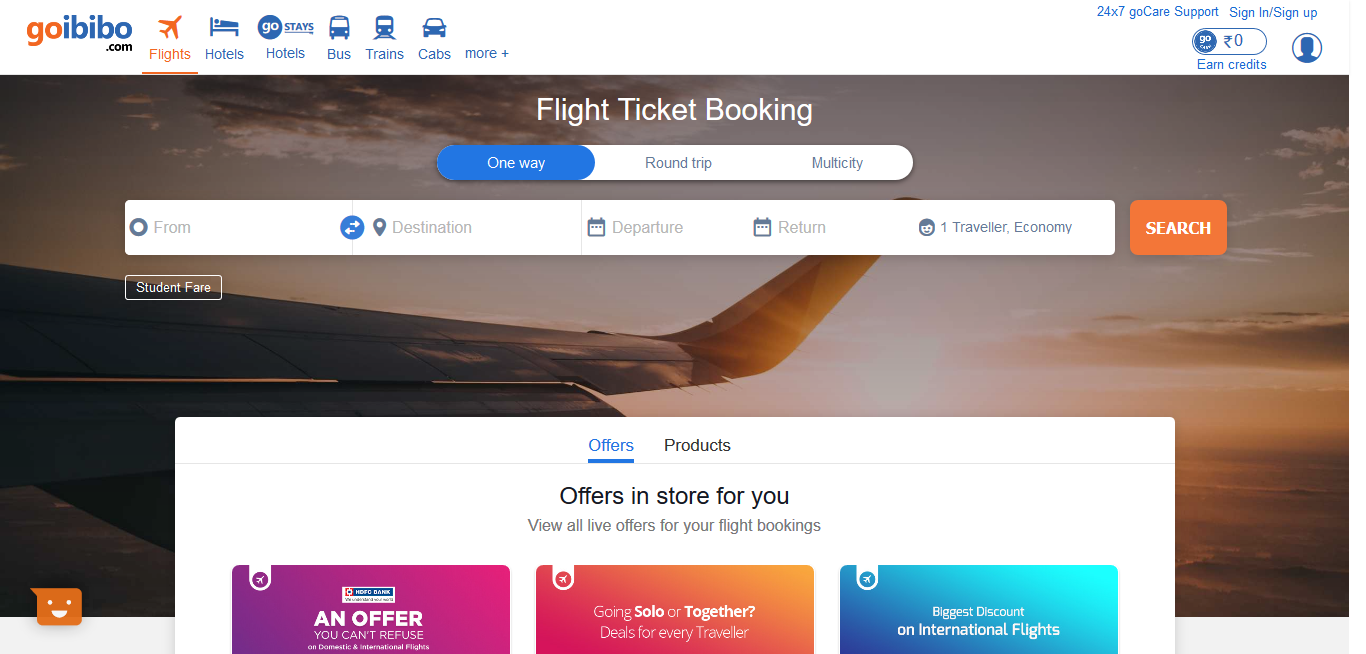 goibibo
.com
Flights
Hotels
go STAYS
Hotels
Bus
Trains
Cabs
more +
24x7 goCare Support
Sign In/Sign up
go
₹0
Earn credits
Flight Ticket Booking
One way
Round trip
Multicity
From
Destination
Departure
Return
1 Traveller, Economy
SEARCH
Student Fare
Offers
Products
Offers in store for you
View all live offers for your flight bookings
HDFC BANK
We understand your world
AN OFFER
YOU CAN'T REFUSE
on Domestic & International Flights
Going Solo or Together?
Deals for every Traveller
Biggest Discount
on International Flights